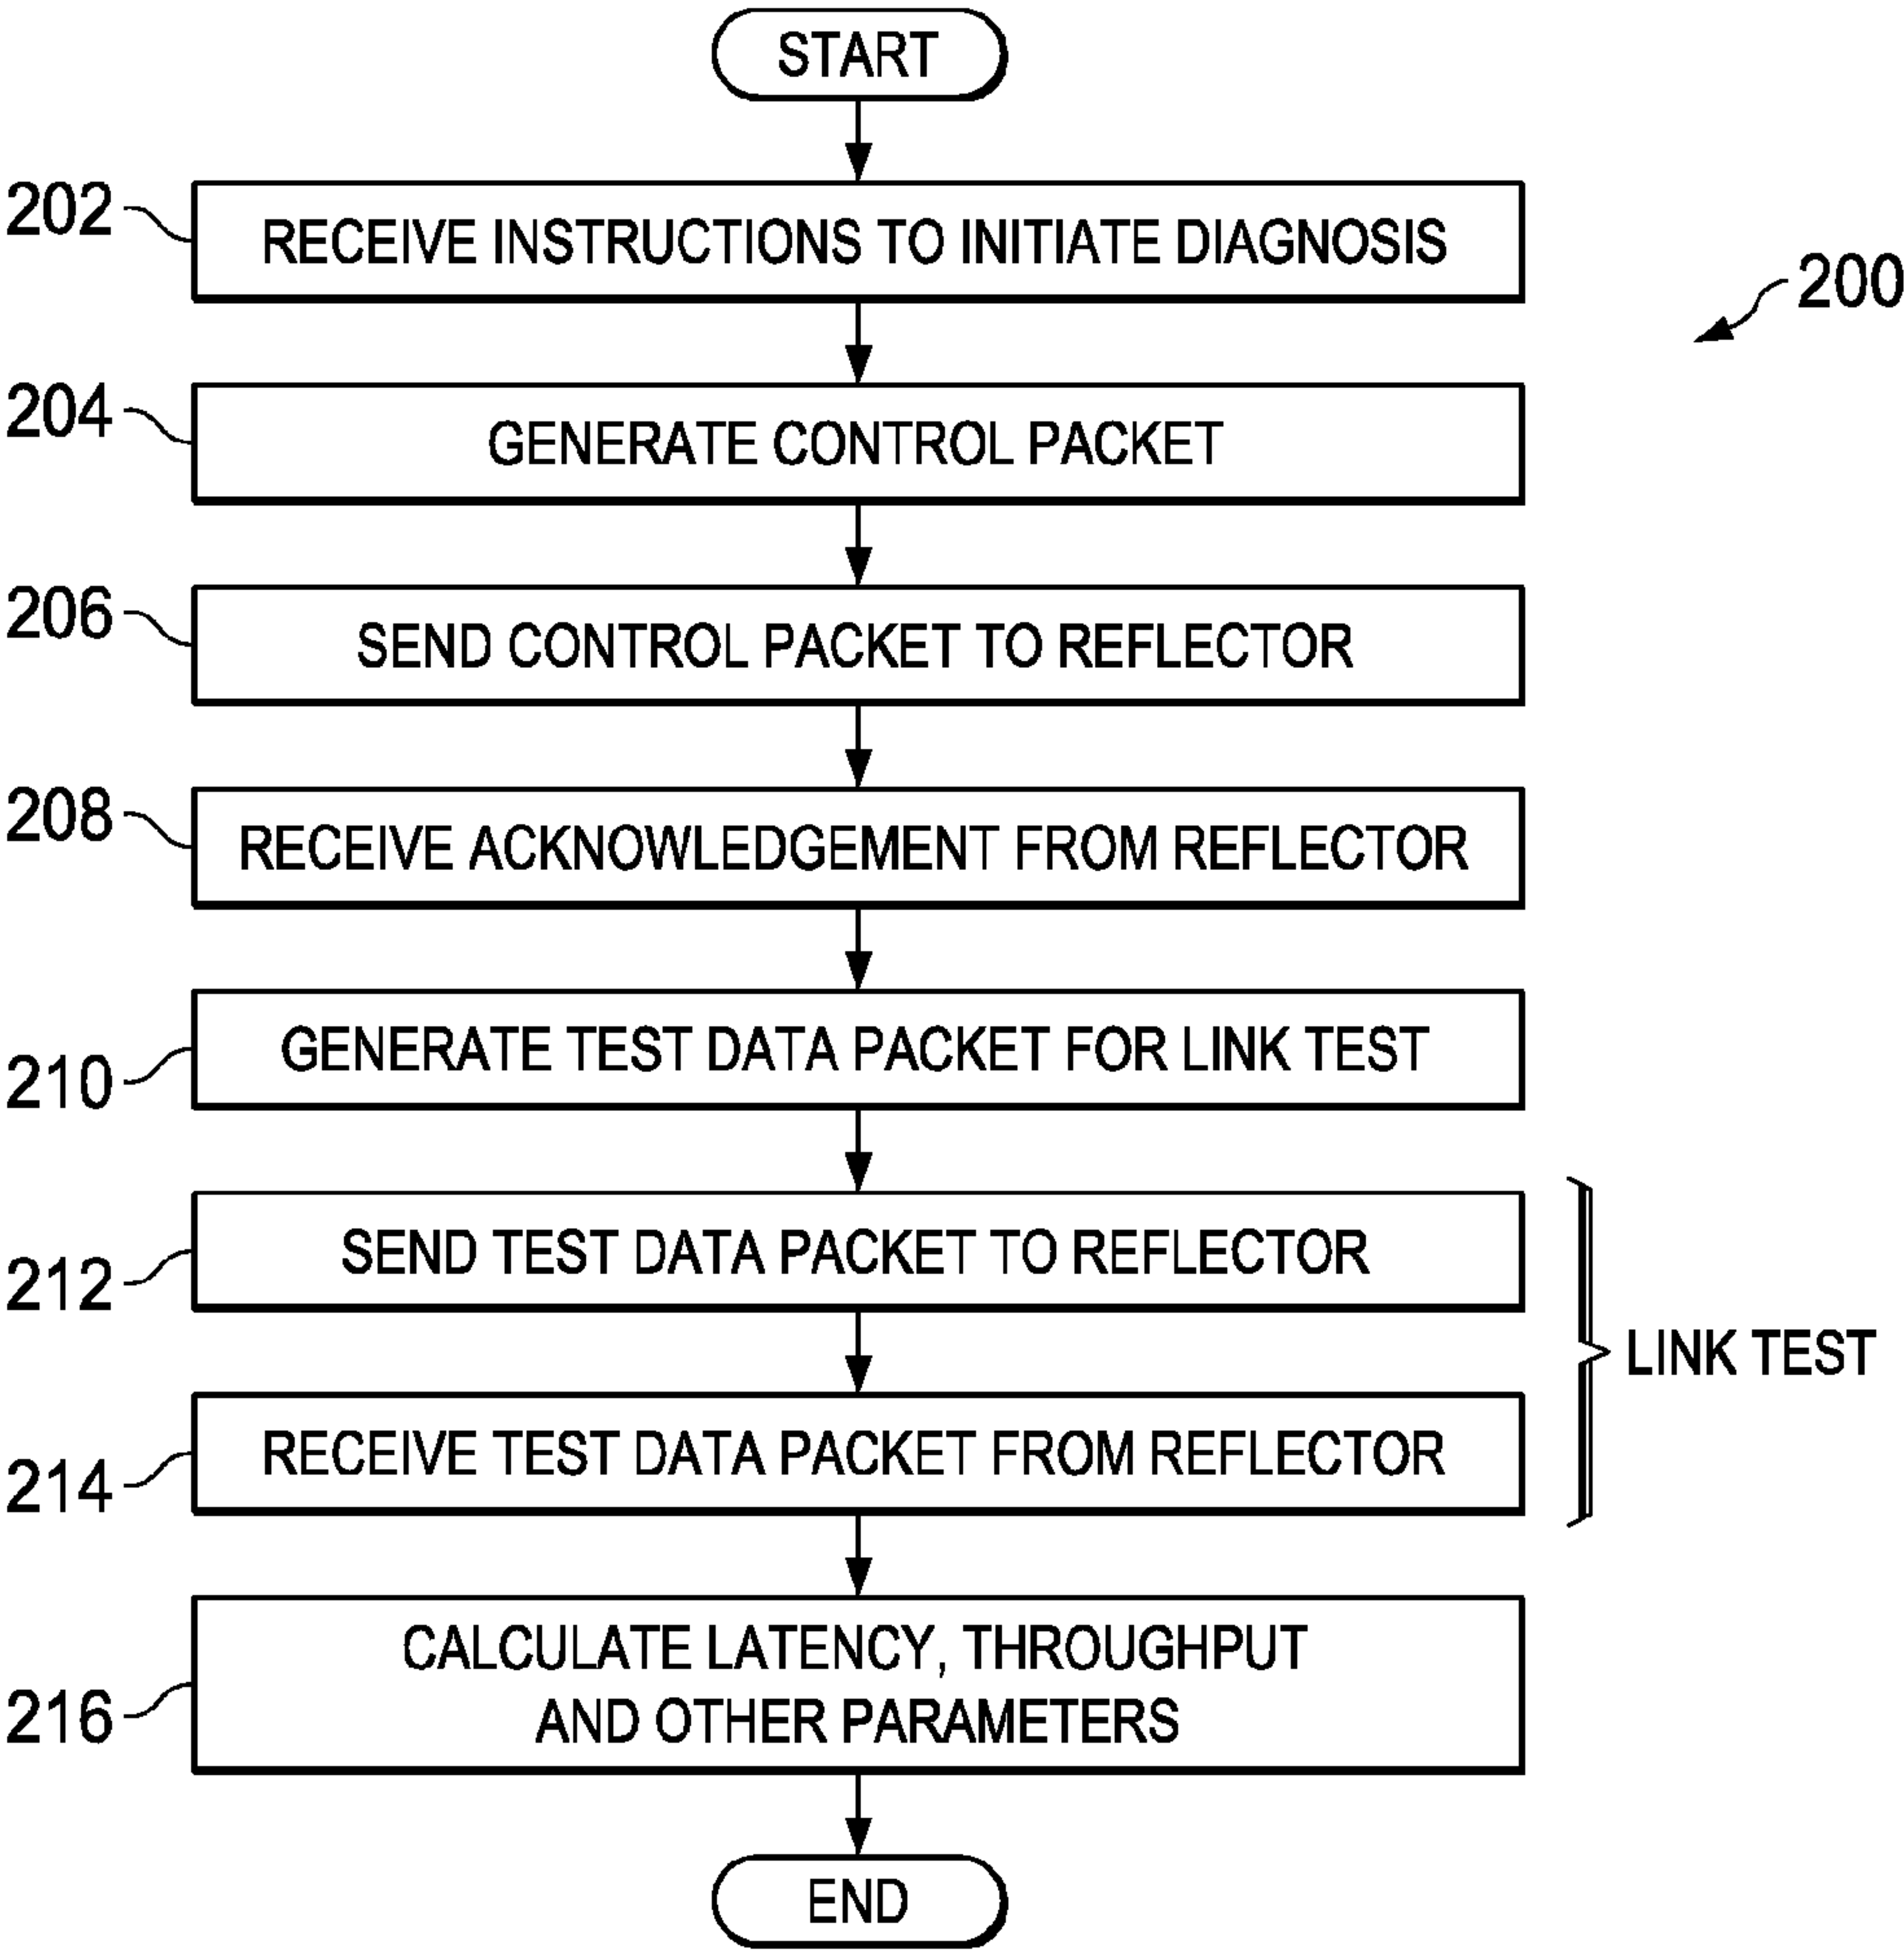 START
202
RECEIVE INSTRUCTIONS TO INITIATE DIAGNOSIS
200
204
GENERATE CONTROL PACKET
206
SEND CONTROL PACKET TO REFLECTOR
208
RECEIVE ACKNOWLEDGEMENT FROM REFLECTOR
210
GENERATE TEST DATA PACKET FOR LINK TEST
212
SEND TEST DATA PACKET TO REFLECTOR
LINK TEST
214
RECEIVE TEST DATA PACKET FROM REFLECTOR
216
CALCULATE LATENCY, THROUGHPUT
AND OTHER PARAMETERS
END